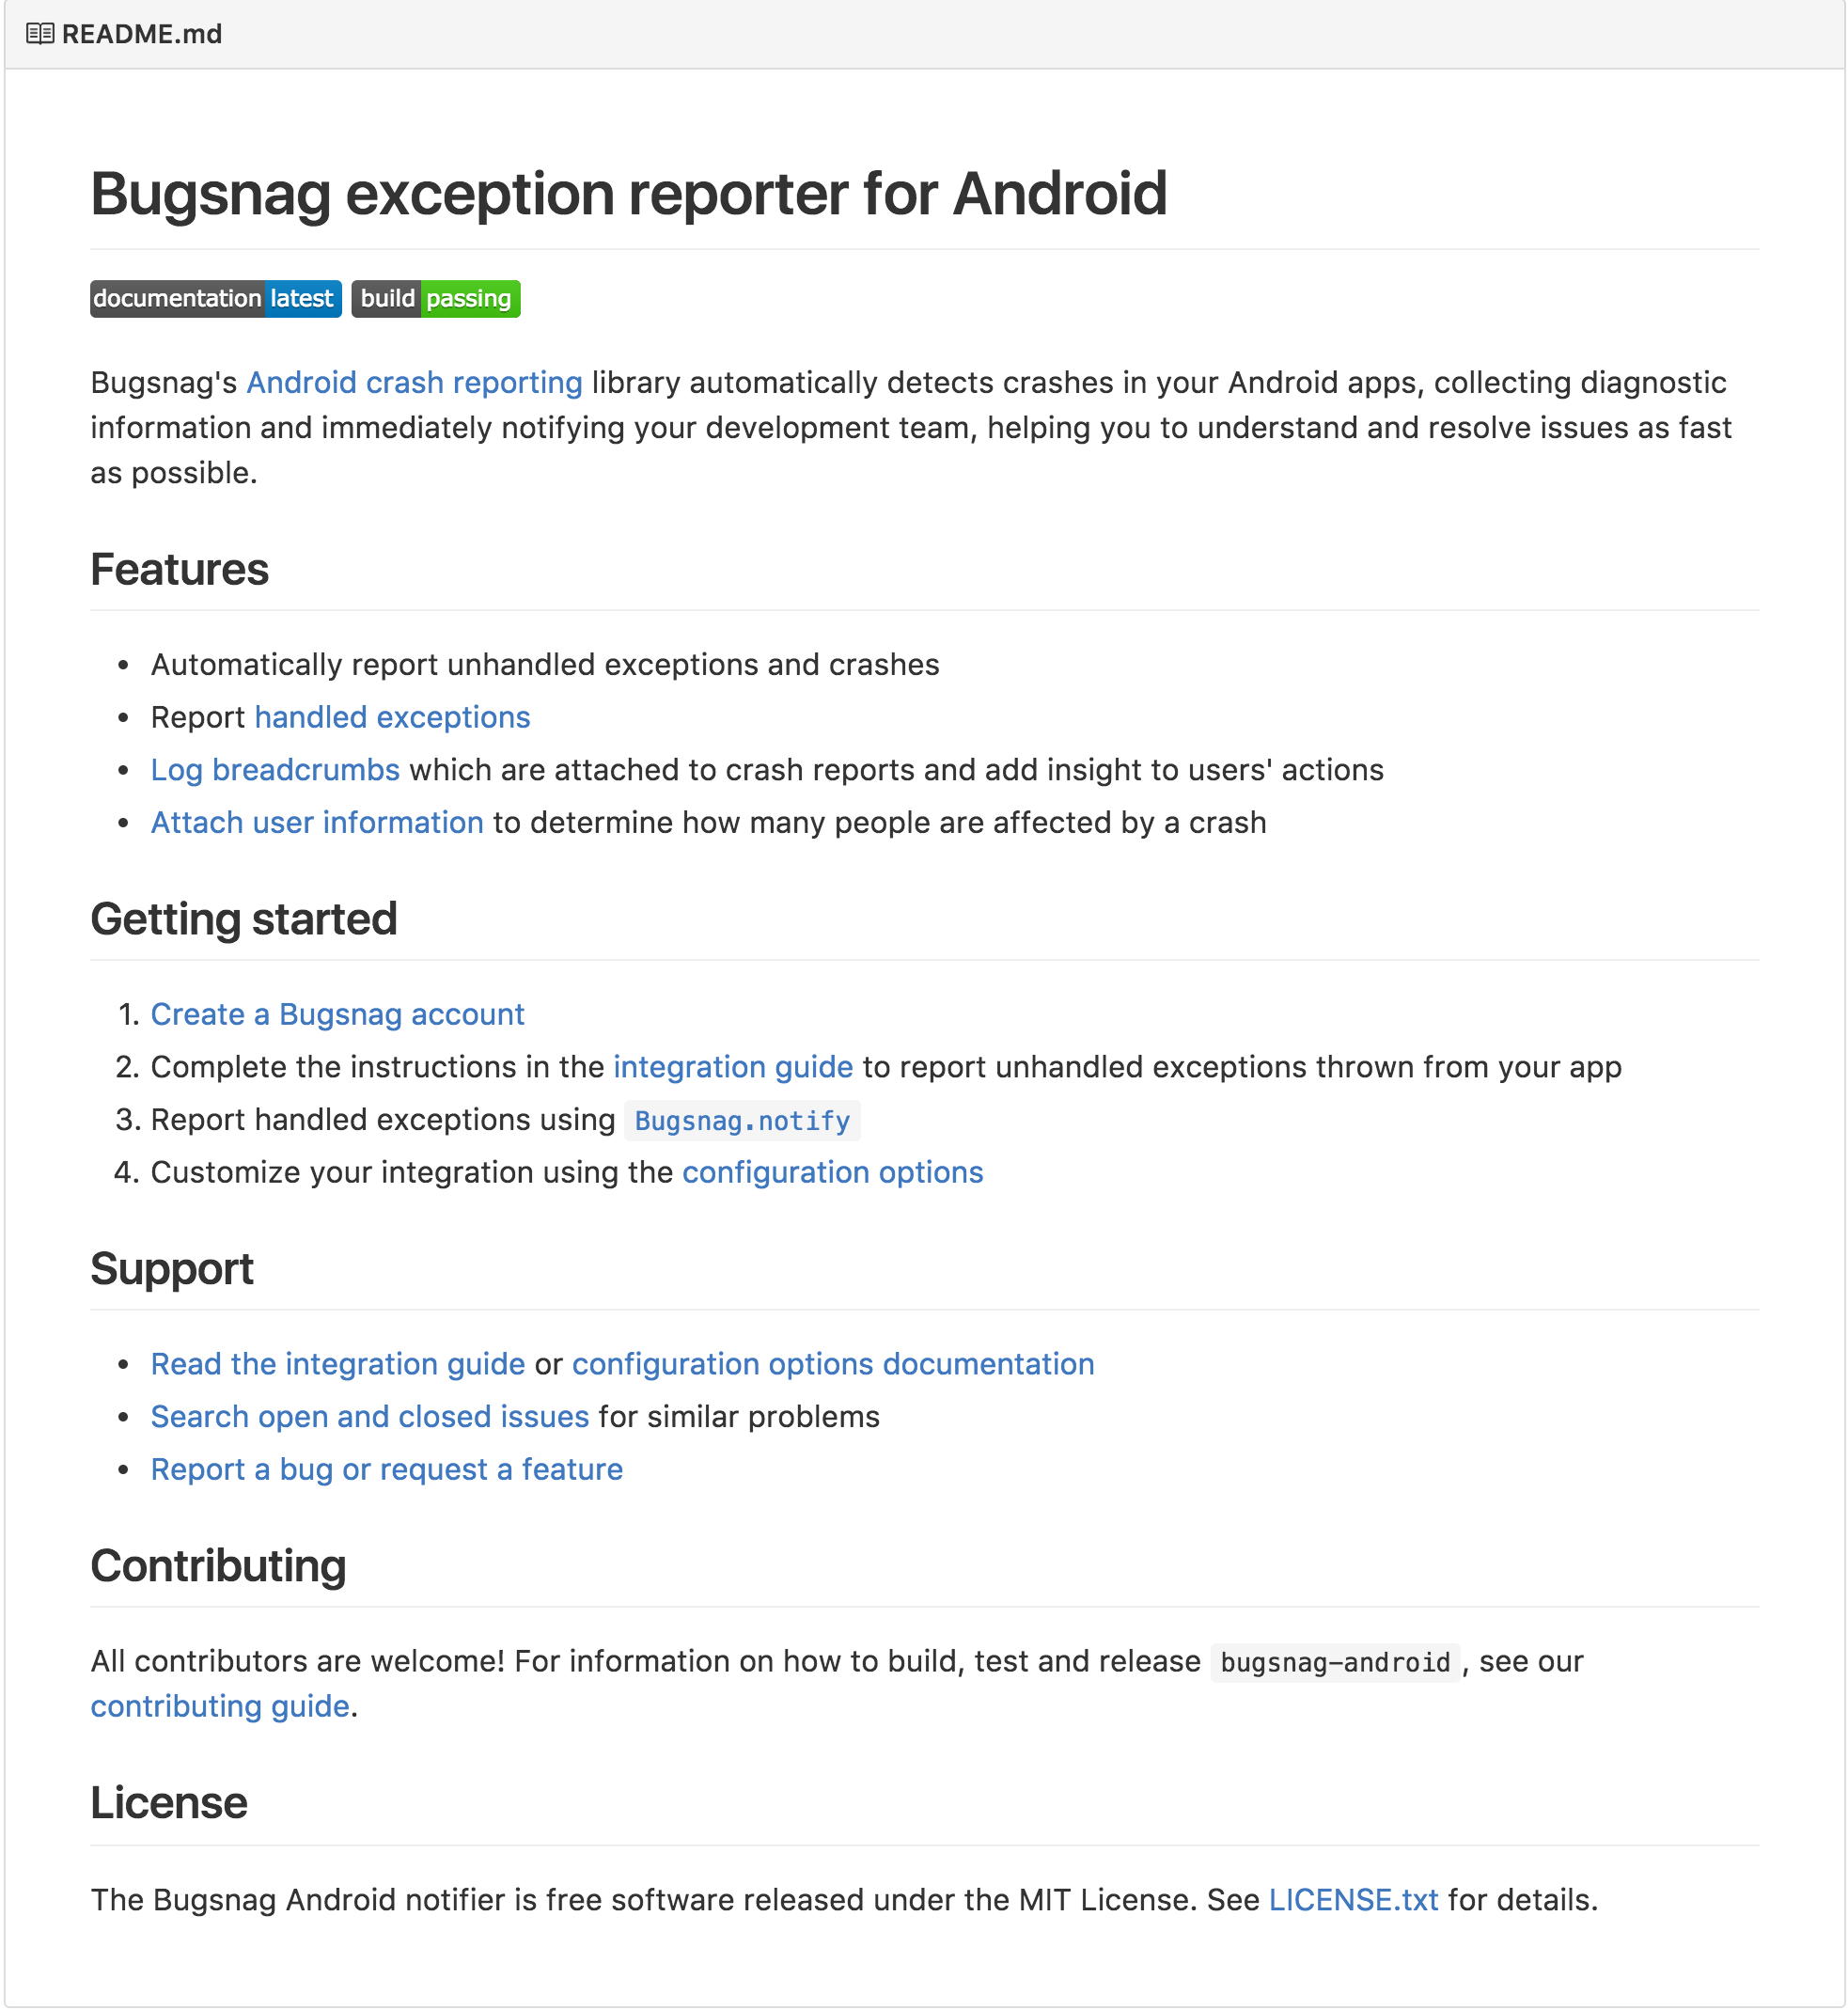 README.md
Bugsnag exception reporter for Android
documentation latest build passing
Bugsnag's Android crash reporting library automatically detects crashes in your Android apps, collecting diagnostic
information and immediately notifying your development team, helping you to understand and resolve issues as fast
as possible.
Features
• Automatically report unhandled exceptions and crashes
• Report handled exceptions
• Log breadcrumbs which are attached to crash reports and add insight to users' actions
• Attach user information to determine how many people are affected by a crash
Getting started
1. Create a Bugsnag account
2. Complete the instructions in the integration guide to report unhandled exceptions thrown from your app
3. Report handled exceptions using Bugsnag.notify
4. Customize your integration using the configuration options
Support
• Read the integration guide or configuration options documentation
• Search open and closed issues for similar problems
• Report a bug or request a feature
Contributing
All contributors are welcome! For information on how to build, test and release bugsnag-android, see our
contributing guide.
License
The Bugsnag Android notifier is free software released under the MIT License. See LICENSE.txt for details.